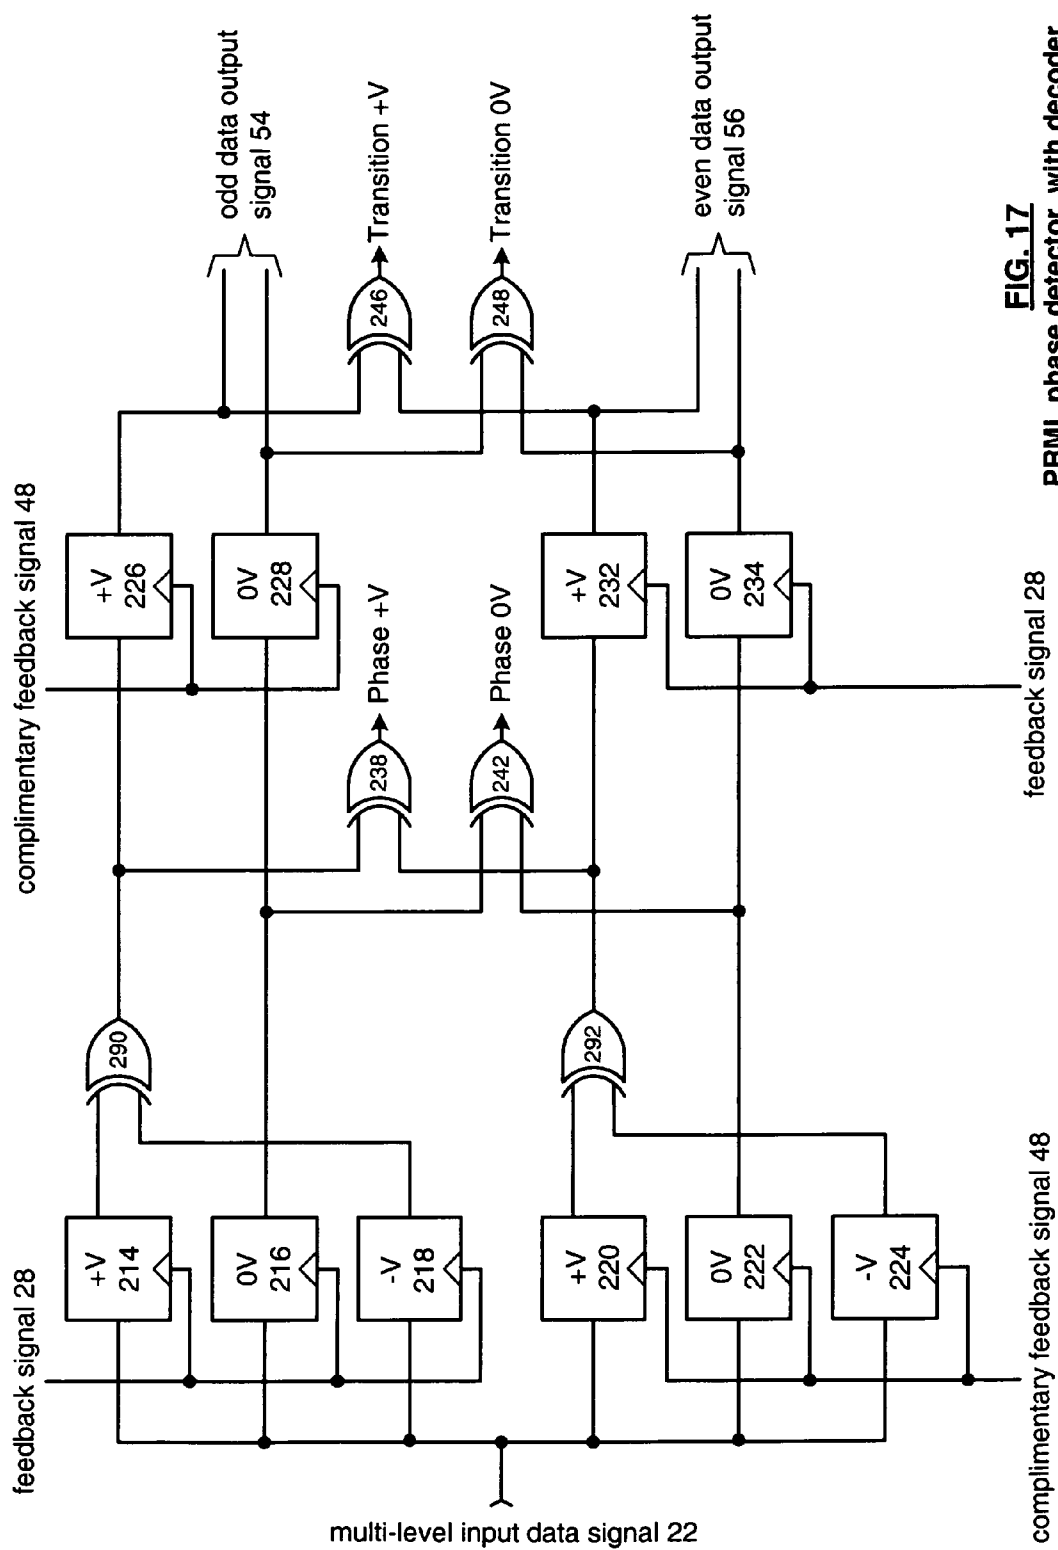 complimentary feedback signal 48
odd data output
signal 54
+V
226
0V
228
246
Transition +V
248
Transition 0V
Phase +V
238
Phase 0V
242
+V
232
0V
234
even data output
signal 56
feedback signal 28
feedback signal 28
290
292
+V
214
0V
216
-V
218
+V
220
0V
222
-V
224
complimentary feedback signal 48
multi-level input data signal 22
FIG. 17
phase detector, with decoder